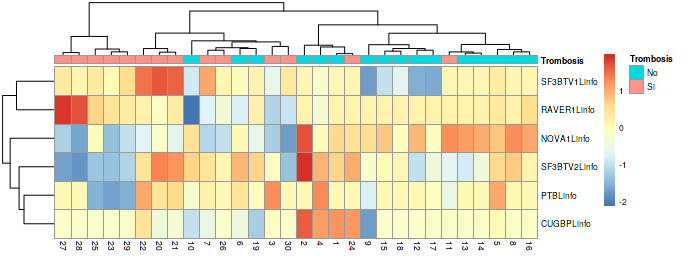 Trombosis
Trombosis
No
Si
SF3BTV1Linfo
RAVER1Linfo
NOVA1Linfo
SF3BTV2Linfo
PTBLinfo
CUGBPLinfo
1
0
-1
-2
27 28 25 23 29 22 20 21 10 7 26 6 19 3 30 2 4 1 24 9 15 18 12 17 11 13 14 5 8 16